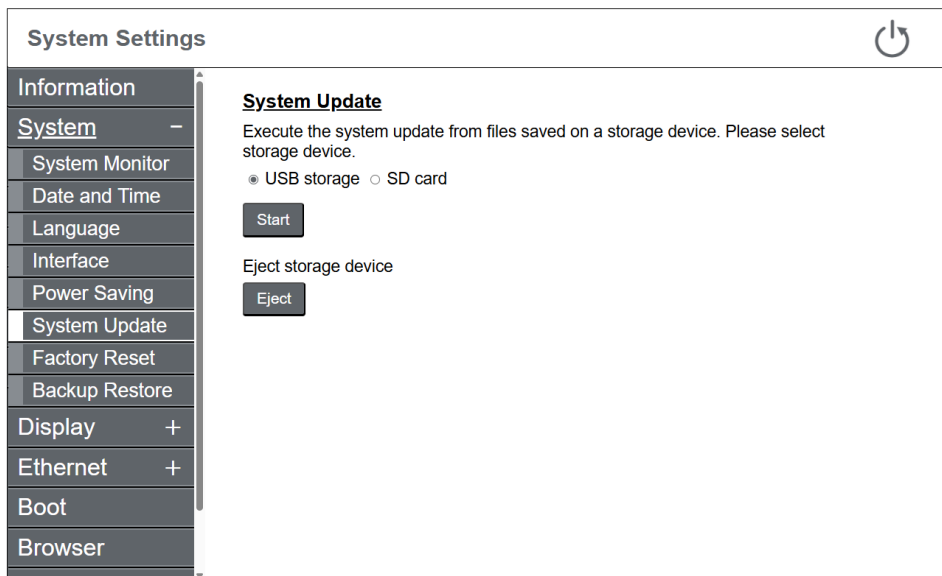 System Settings
Information
System −
System Monitor
Date and Time
Language
Interface
Power Saving
System Update
Factory Reset
Backup Restore
Display +
Ethernet +
Boot
Browser
System Update
Execute the system update from files saved on a storage device. Please select
storage device.
USB storage SD card
Start
Eject storage device
Eject